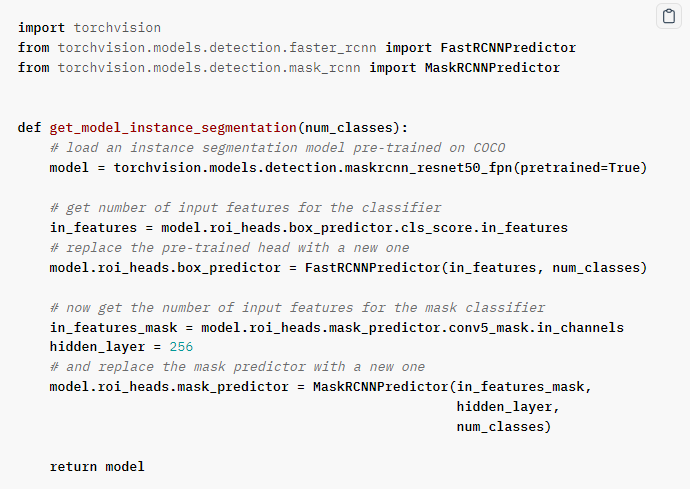 import torchvision
from torchvision.models.detection.faster_rcnn import FastRCNNPredictor
from torchvision.models.detection.mask_rcnn import MaskRCNNPredictor


def get_model_instance_segmentation(num_classes):
    # load an instance segmentation model pre-trained on COCO
    model = torchvision.models.detection.maskrcnn_resnet50_fpn(pretrained=True)

    # get number of input features for the classifier
    in_features = model.roi_heads.box_predictor.cls_score.in_features
    # replace the pre-trained head with a new one
    model.roi_heads.box_predictor = FastRCNNPredictor(in_features, num_classes)

    # now get the number of input features for the mask classifier
    in_features_mask = model.roi_heads.mask_predictor.conv5_mask.in_channels
    hidden_layer = 256
    # and replace the mask predictor with a new one
    model.roi_heads.mask_predictor = MaskRCNNPredictor(in_features_mask,
                                                       hidden_layer,
                                                       num_classes)

    return model